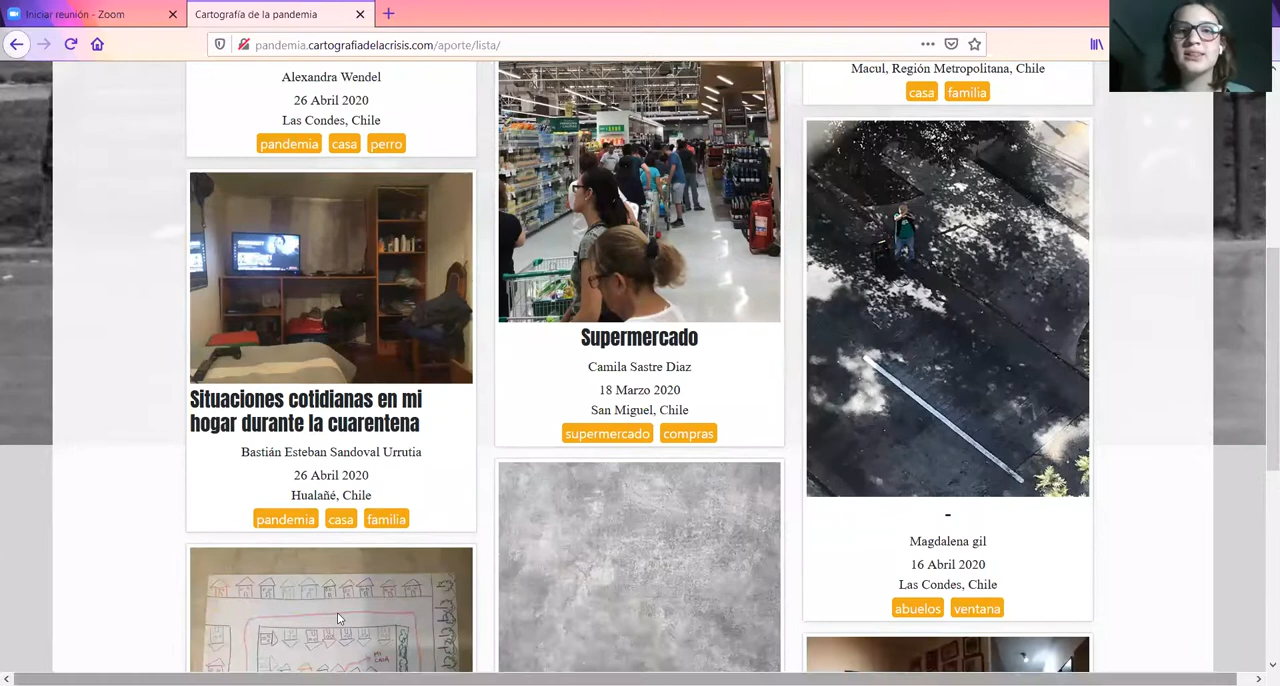 Iniciar reunión - Zoom
Cartografía de la pandemia
pandemia.cartografiadelacrisis.com/aporte/lista/
Alexandra Wendel
26 Abril 2020
Las Condes, Chile
pandemia casa perro
Situaciones cotidianas en mi
hogar durante la cuarentena
Bastián Esteban Sandoval Urrutia
26 Abril 2020
Hualañé, Chile
pandemia casa familia
MI
CASA
Supermercado
Camila Sastre Díaz
18 Marzo 2020
San Miguel, Chile
supermercado compras
Macul, Región Metropolitana, Chile
casa familia
-
Magdalena gil
16 Abril 2020
Las Condes, Chile
abuelos ventana